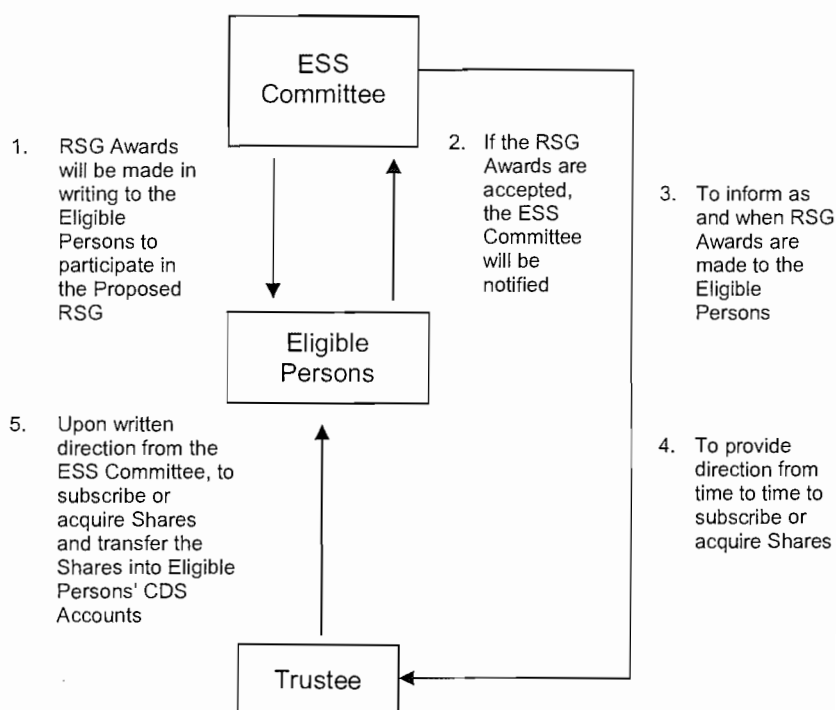 ESS
Committee
1. RSG Awards
will be made in
writing to the
Eligible
Persons to
participate in
the Proposed
RSG
2. If the RSG
Awards are
accepted,
the ESS
Committee
will be
notified
3. To inform as
and when RSG
Awards are
made to the
Eligible
Persons
Eligible
Persons
5. Upon written
direction from the
ESS Committee, to
subscribe or
acquire Shares
and transfer the
Shares into Eligible
Persons' CDS
Accounts
4. To provide
direction from
time to time to
subscribe or
acquire Shares
Trustee